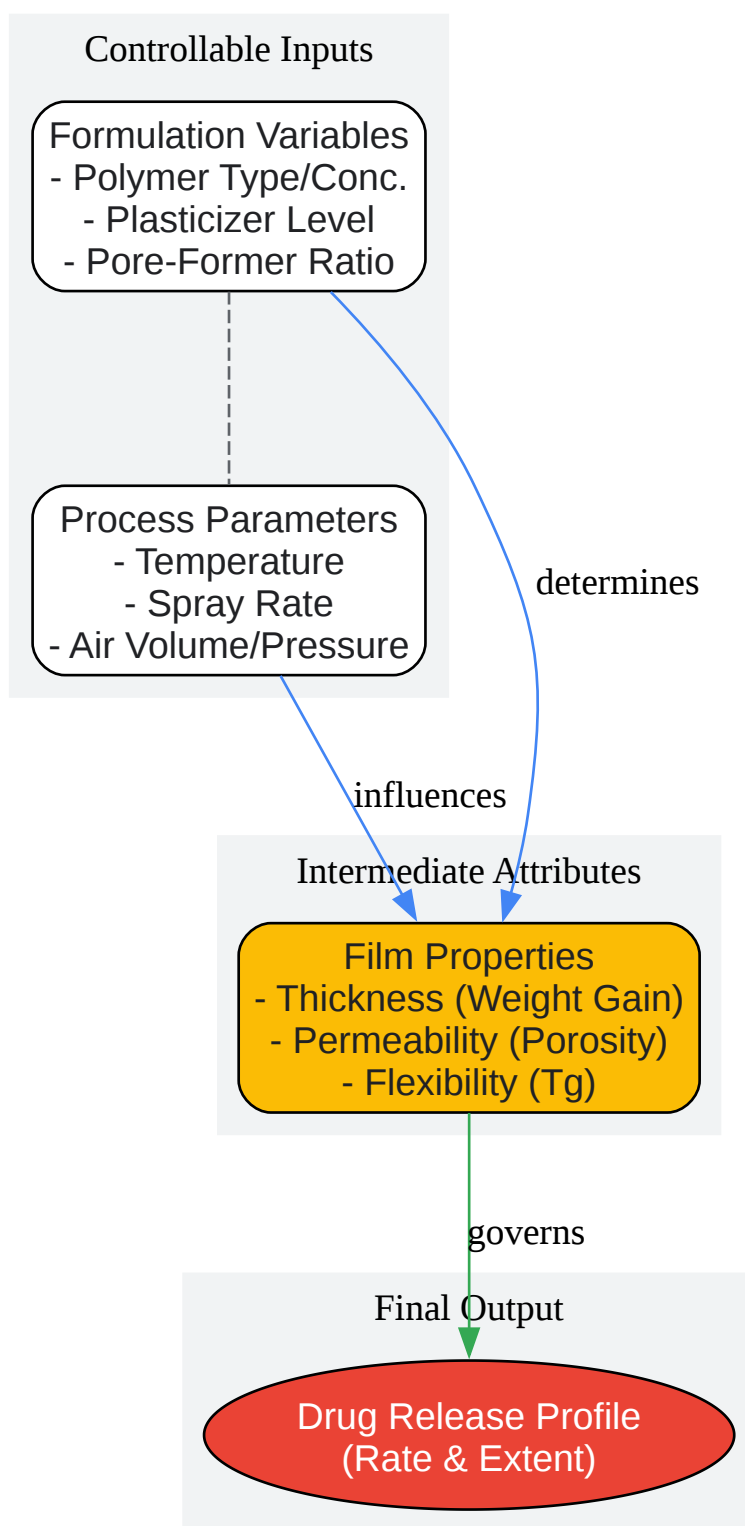 Controllable Inputs
Formulation Variables
- Polymer Type/Conc.
- Plasticizer Level
- Pore-Former Ratio
Process Parameters
- Temperature
- Spray Rate
- Air Volume/Pressure
determines
influences
Intermediate Attributes
Film Properties
- Thickness (Weight Gain)
- Permeability (Porosity)
- Flexibility (Tg)
governs
Final Output
Drug Release Profile
(Rate & Extent)